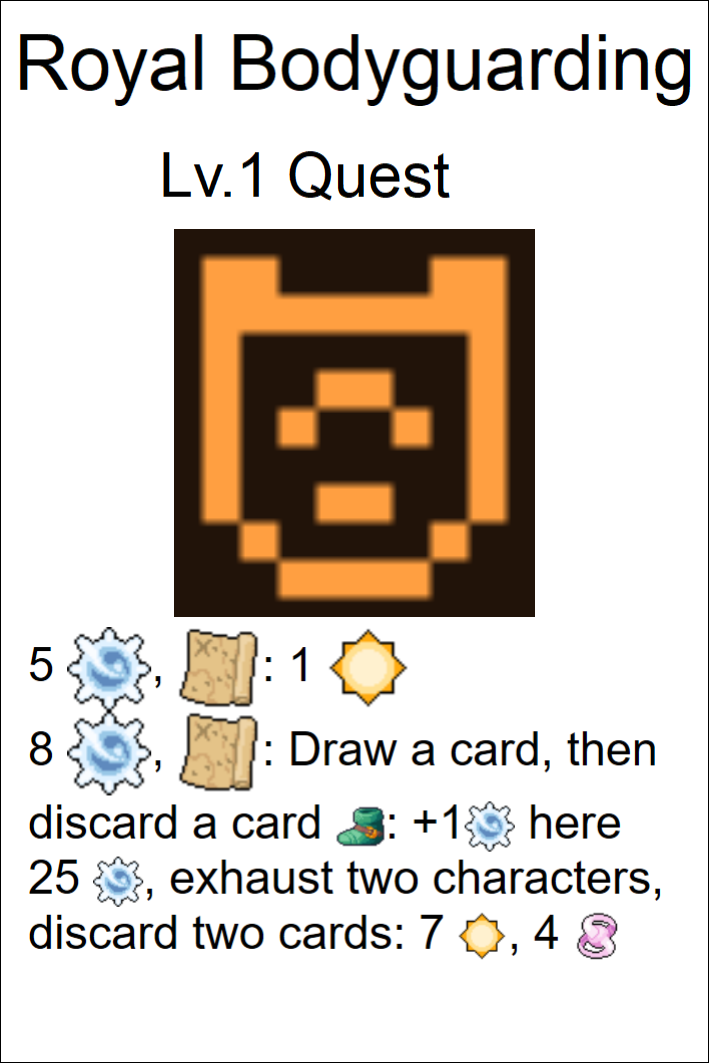 Royal Bodyguarding
Lv.1 Quest
5 , : 1
8 , : Draw a card, then
discard a card : +1 here
25 , exhaust two characters,
discard two cards: 7 , 4